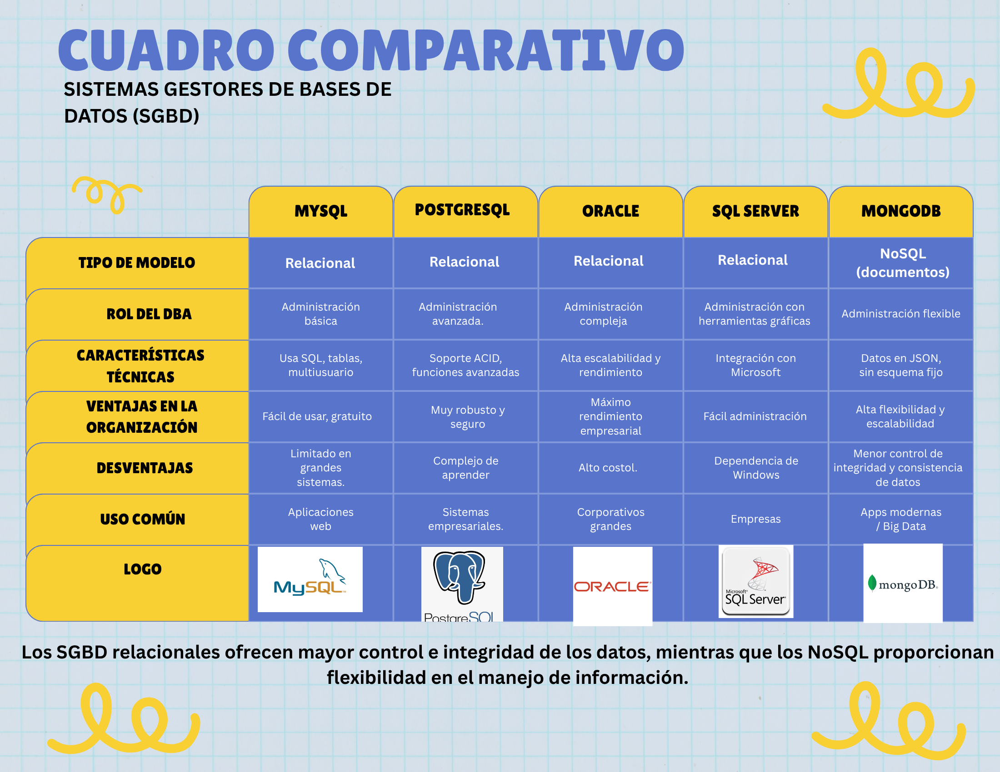 CUADRO COMPARATIVO
SISTEMAS GESTORES DE BASES DE
DATOS (SGBD)
MYSQL
POSTGRESQL
ORACLE
SQL SERVER
MONGODB
TIPO DE MODELO
Relacional
Relacional
Relacional
Relacional
NoSQL
(documentos)
ROL DEL DBA
Administración
básica
Administración
avanzada.
Administración
compleja
Administración con
herramientas gráficas
Administración flexible
CARACTERÍSTICAS
TÉCNICAS
Usa SQL, tablas,
multiusuario
Soporte ACID,
funciones avanzadas
Alta escalabilidad y
rendimiento
Integración con
Microsoft
Datos en JSON,
sin esquema fijo
VENTAJAS EN LA
ORGANIZACIÓN
Fácil de usar, gratuito
Muy robusto y
seguro
Máximo
rendimiento
empresarial
Fácil administración
Alta flexibilidad y
escalabilidad
DESVENTAJAS
Limitado en
grandes
sistemas.
Complejo de
aprender
Alto costol.
Dependencia de
Windows
Menor control de
integridad y consistencia
de datos
USO COMÚN
Aplicaciones
web
Sistemas
empresariales.
Corporativos
grandes
Empresas
Apps modernas
/ Big Data
LOGO
MySQL™
PostgreSQL
ORACLE®
Microsoft®
SQL Server®
mongoDB®
Los SGBD relacionales ofrecen mayor control e integridad de los datos, mientras que los NoSQL proporcionan
flexibilidad en el manejo de información.